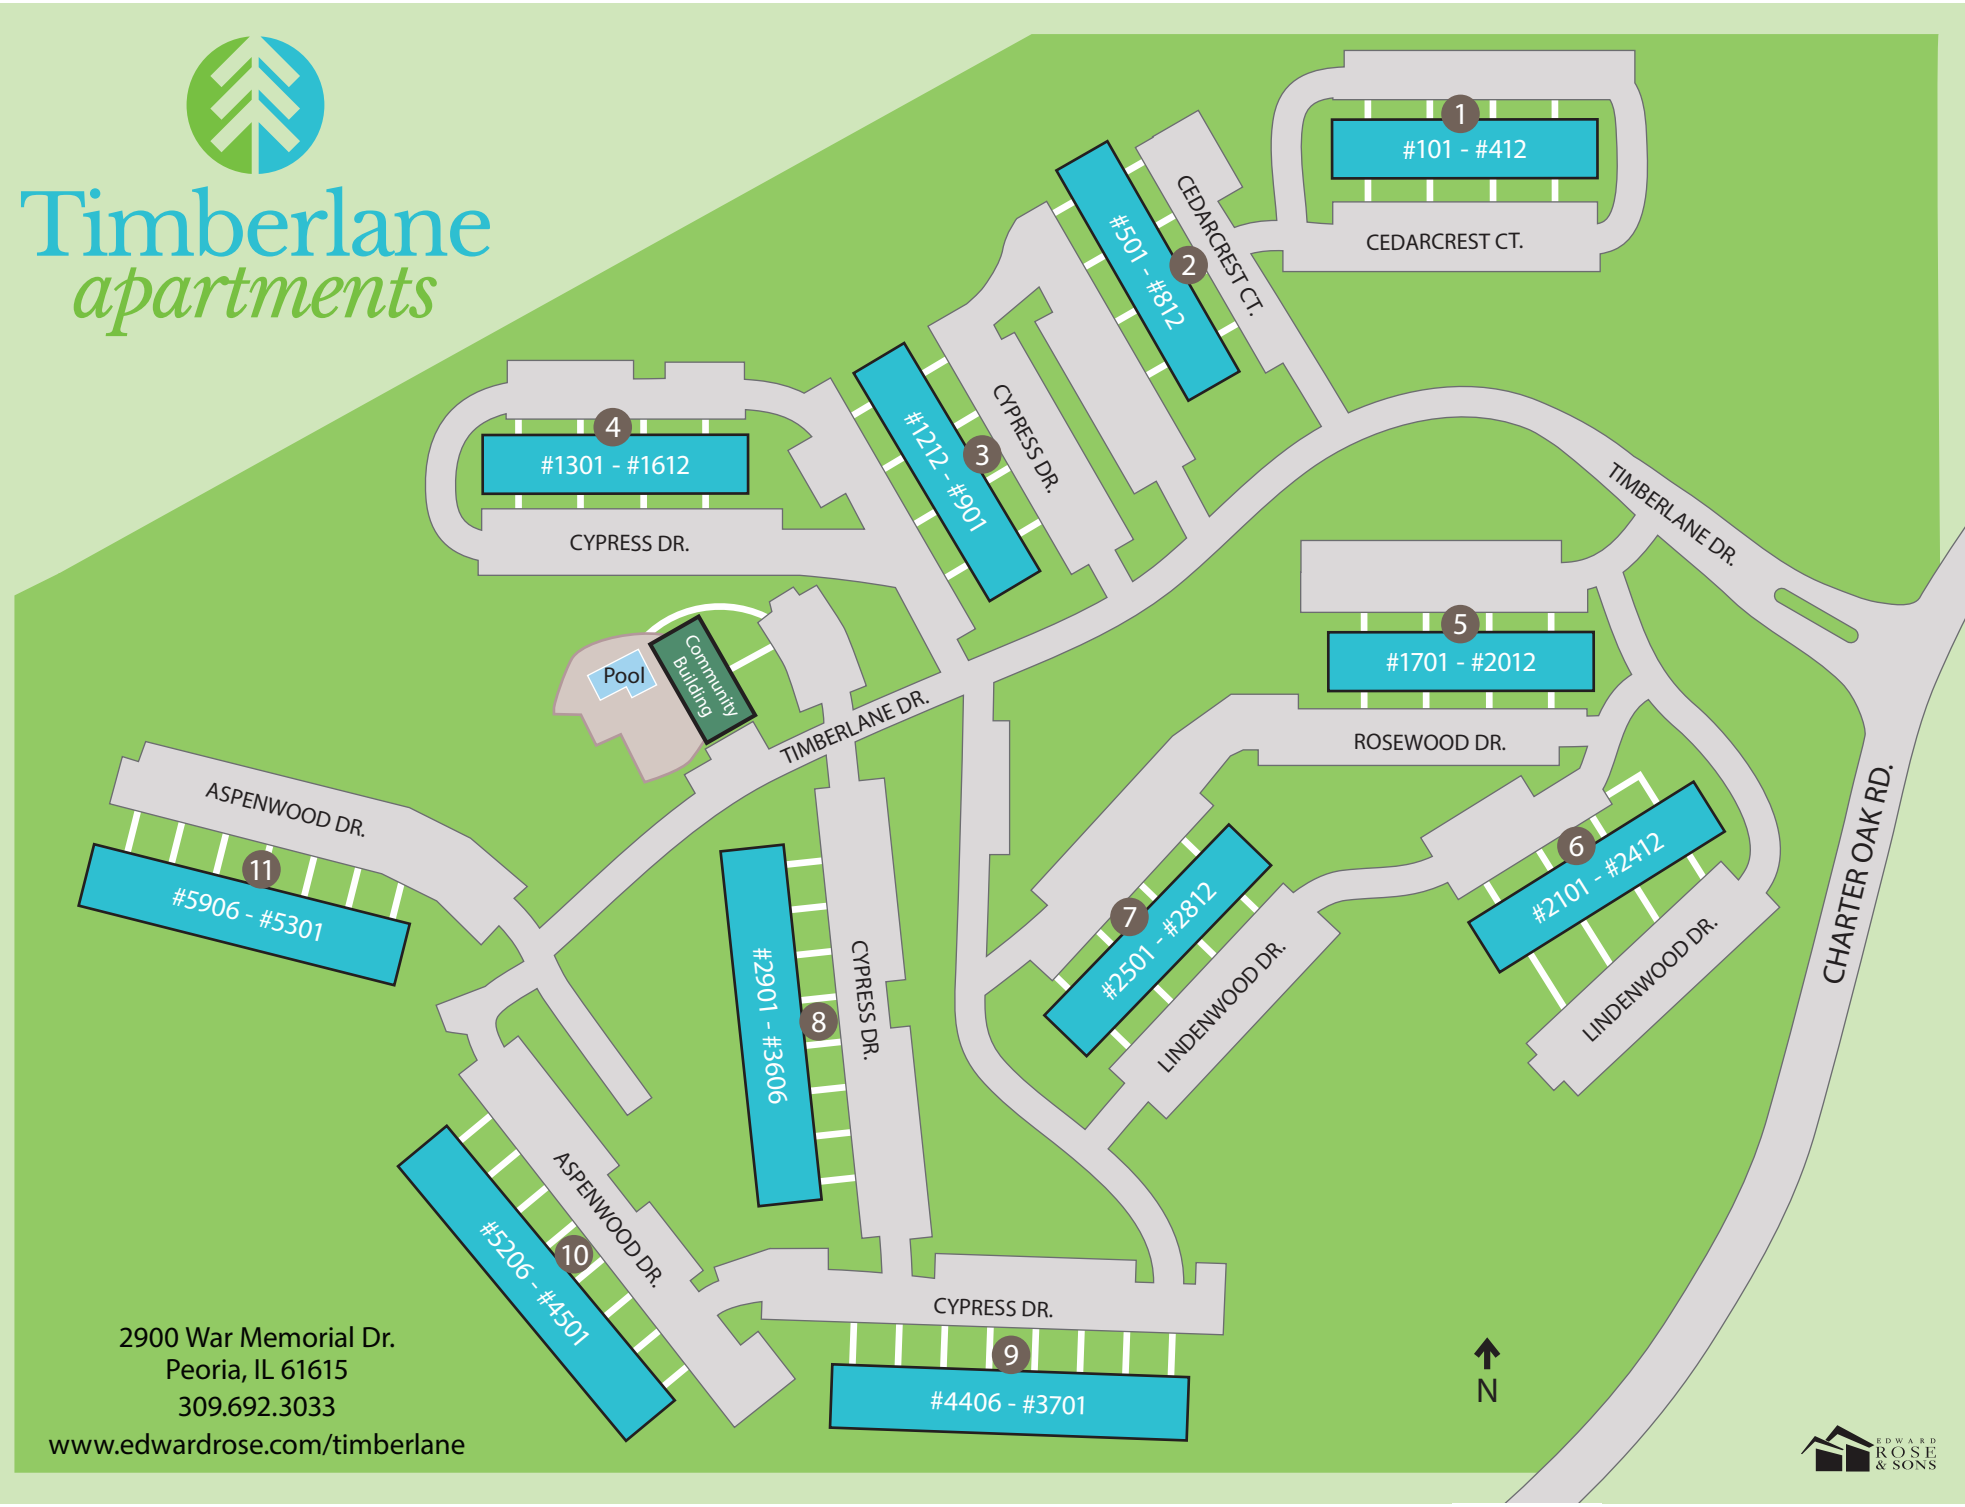 Timberlane
apartments
1
#101 - #412
CEDARCREST CT.
CEDARCREST CT.
2
#501 - #812
CYPRESS DR.
3
#1212 - #901
4
#1301 - #1612
CYPRESS DR.
TIMBERLANE DR.
5
#1701 - #2012
ROSEWOOD DR.
Pool
Community
Building
TIMBERLANE DR.
ASPENWOOD DR.
11
#5906 - #5301
6
#2101 - #2412
LINDENWOOD DR.
CHARTER OAK RD.
7
#2501 - #2812
LINDENWOOD DR.
8
#2901 - #3606
CYPRESS DR.
ASPENWOOD DR.
10
#5206 - #4501
CYPRESS DR.
9
#4406 - #3701
N
2900 War Memorial Dr.
Peoria, IL 61615
309.692.3033
www.edwardrose.com/timberlane
EDWARD
ROSE
& SONS